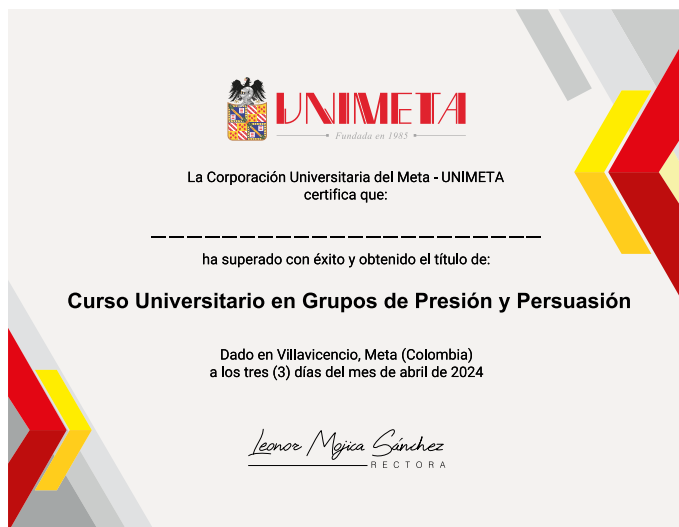 UNIMETA
Fundada en 1985
La Corporación Universitaria del Meta - UNIMETA
certifica que:
ha superado con éxito y obtenido el título de:
Curso Universitario en Grupos de Presión y Persuasión
Dado en Villavicencio, Meta (Colombia)
a los tres (3) días del mes de abril de 2024
Leonor Mojica Sánchez
RECTORA